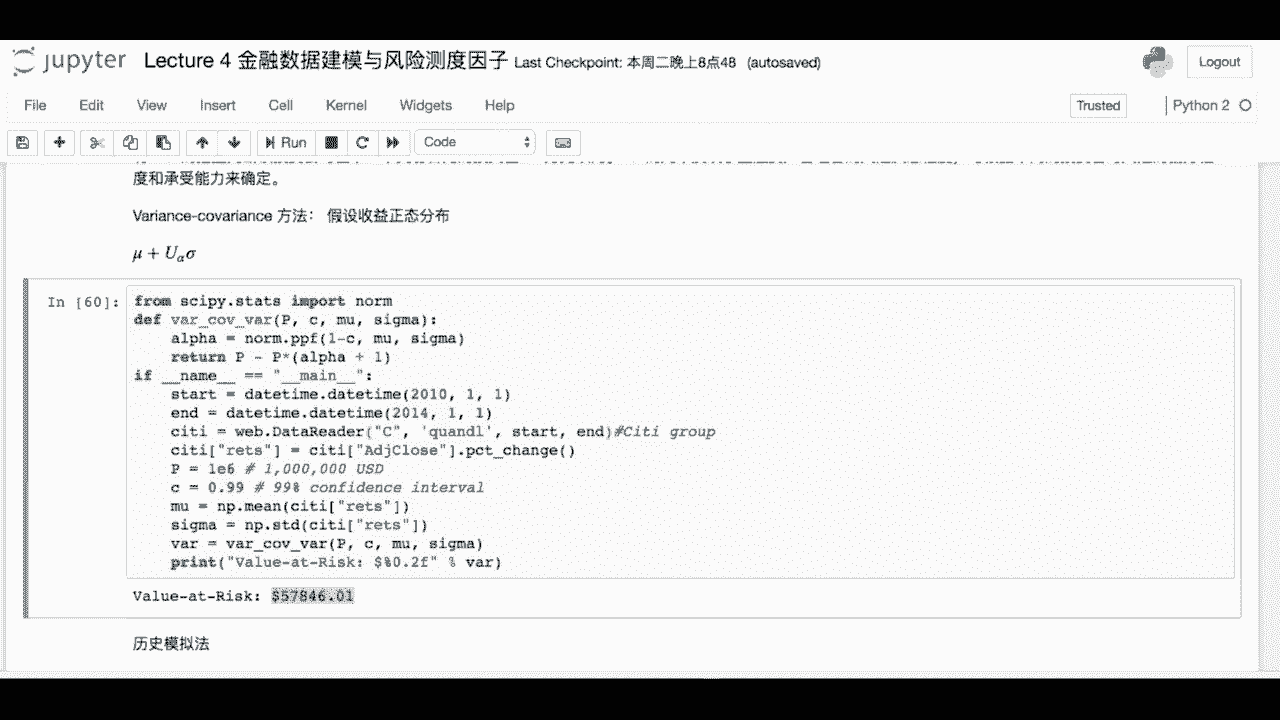 jupyter Lecture 4 金融数据建模与风险测度因子 Last Checkpoint: 本周二晚上8点48 (autosaved)
Logout
File Edit View Insert Cell Kernel Widgets Help
Trusted Python 2
Run Code
度和承受能力来确定。
Variance-covariance 方法： 假设收益正态分布
μ + Uασ
In [60]:
from scipy.stats import norm
def var_cov_var(P, c, mu, sigma):
    alpha = norm.ppf(1-c, mu, sigma)
    return P - P*(alpha + 1)
if __name__ == "__main__":
    start = datetime.datetime(2010, 1, 1)
    end = datetime.datetime(2014, 1, 1)
    citi = web.DataReader("C", 'quandl', start, end)#Citi group
    citi["rets"] = citi["AdjClose"].pct_change()
    P = 1e6 # 1,000,000 USD
    c = 0.99 # 99% confidence interval
    mu = np.mean(citi["rets"])
    sigma = np.std(citi["rets"])
    var = var_cov_var(P, c, mu, sigma)
    print("Value-at-Risk: $%0.2f" % var)
Value-at-Risk: $57846.01
历史模拟法